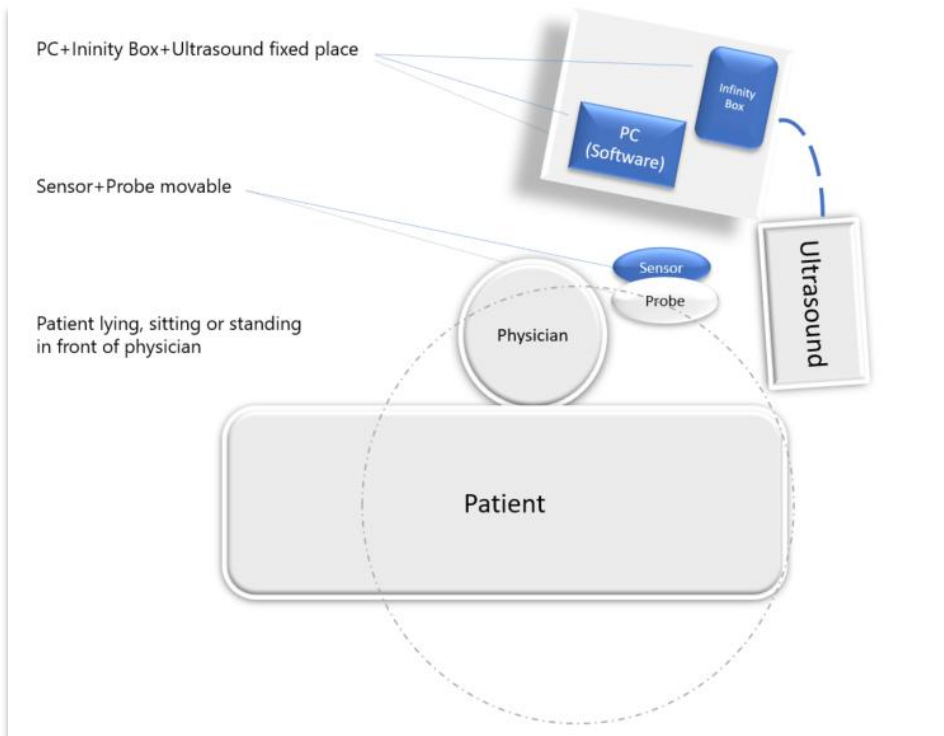 PC+Ininity Box+Ultrasound fixed place
Infinity
Box
PC
(Software)
Sensor+Probe movable
Ultrasound
Sensor
Probe
Physician
Patient lying, sitting or standing
in front of physician
Patient